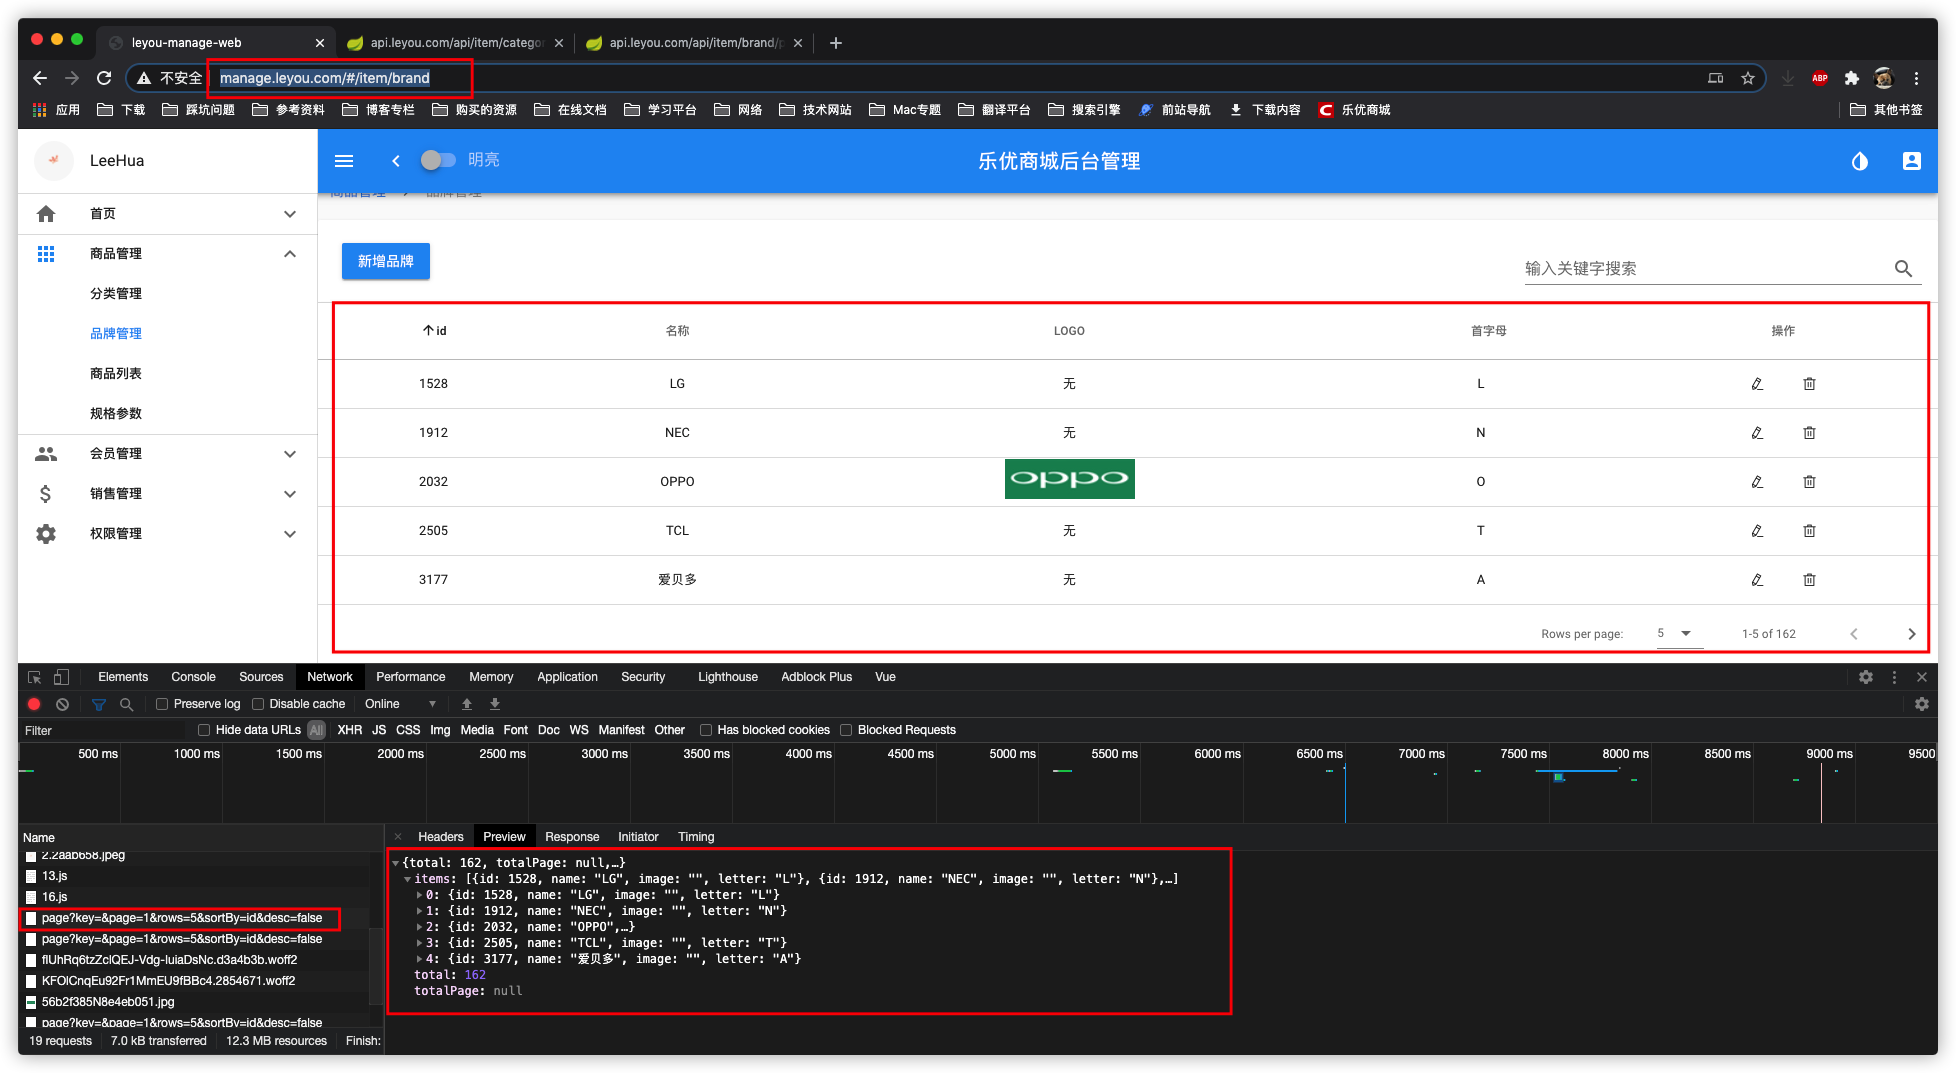 leyou-manage-web
api.leyou.com/api/item/catego
api.leyou.com/api/item/brand/p
不安全
manage.leyou.com/#/item/brand
ABP
应用 下载 踩坑问题 参考资料 博客专栏 购买的资源 在线文档 学习平台 网络 技术网站 Mac专题 翻译平台 搜索引擎 前站导航 下载内容 乐优商城 其他书签
LeeHua
明亮
乐优商城后台管理
商品管理 品牌管理
首页
商品管理
分类管理
品牌管理
商品列表
规格参数
会员管理
销售管理
权限管理
新增品牌
输入关键字搜索
id 名称 LOGO 首字母 操作
1528 LG 无 L
1912 NEC 无 N
2032 OPPO oppo O
2505 TCL 无 T
3177 爱贝多 无 A
Rows per page: 5 1-5 of 162
Elements Console Sources Network Performance Memory Application Security Lighthouse Adblock Plus Vue
Preserve log Disable cache Online
Filter Hide data URLs All XHR JS CSS Img Media Font Doc WS Manifest Other Has blocked cookies Blocked Requests
500 ms 1000 ms 1500 ms 2000 ms 2500 ms 3000 ms 3500 ms 4000 ms 4500 ms 5000 ms 5500 ms 6000 ms 6500 ms 7000 ms 7500 ms 8000 ms 8500 ms 9000 ms 9500
Name
2.2aab658.jpeg
13.js
16.js
page?key=&page=1&rows=5&sortBy=id&desc=false
page?key=&page=1&rows=5&sortBy=id&desc=false
KFOlCnqEu92Fr1MmEU9fBBc4.2854671.woff2
56b2f385N8e4eb051.jpg
page?key=&page=1&rows=5&sortBy=id&desc=false
19 requests 7.0 kB transferred 12.3 MB resources Finish:
Headers Preview Response Initiator Timing
{total: 162, totalPage: null,…}
items: [{id: 1528, name: "LG", image: "", letter: "L"}, {id: 1912, name: "NEC", image: "", letter: "N"},…]
0: {id: 1528, name: "LG", image: "", letter: "L"}
1: {id: 1912, name: "NEC", image: "", letter: "N"}
2: {id: 2032, name: "OPPO",…}
3: {id: 2505, name: "TCL", image: "", letter: "T"}
4: {id: 3177, name: "爱贝多", image: "", letter: "A"}
total: 162
totalPage: null